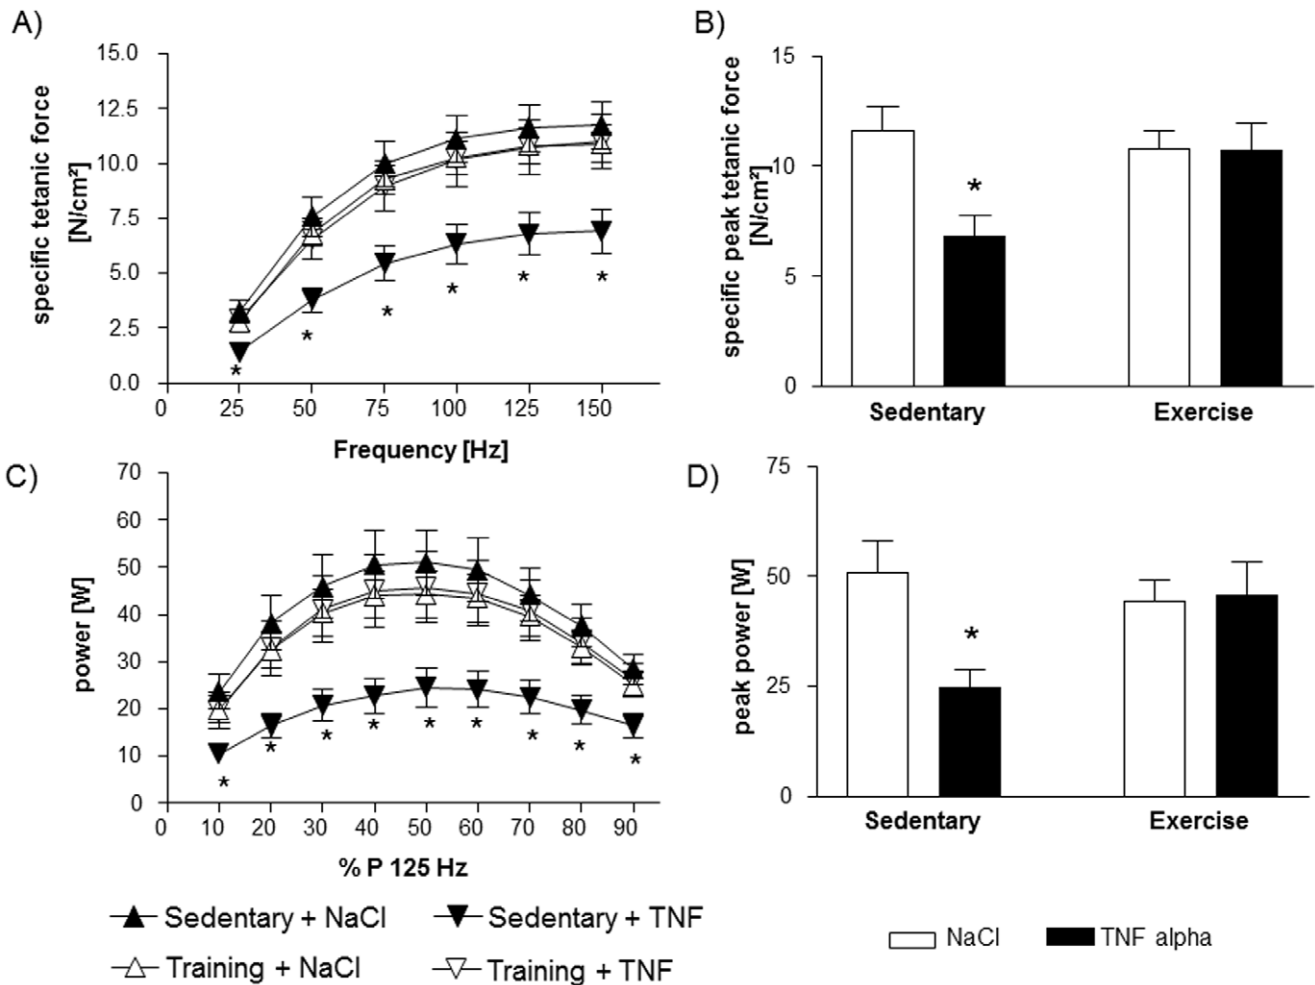 A)
specific tetanic force
[N/cm²]
15.0
12.5
10.0
7.5
5.0
2.5
0.0
* * * * * *
0 25 50 75 100 125 150
Frequency [Hz]
B)
specific peak tetanic force
[N/cm²]
15
10
5
0
*
Sedentary Exercise
C)
power [W]
70
60
50
40
30
20
10
0
* * * * * * * * *
0 10 20 30 40 50 60 70 80 90
% P 125 Hz
D)
peak power [W]
75
50
25
0
*
Sedentary Exercise
Sedentary + NaCl Sedentary + TNF
Training + NaCl Training + TNF
NaCl TNF alpha